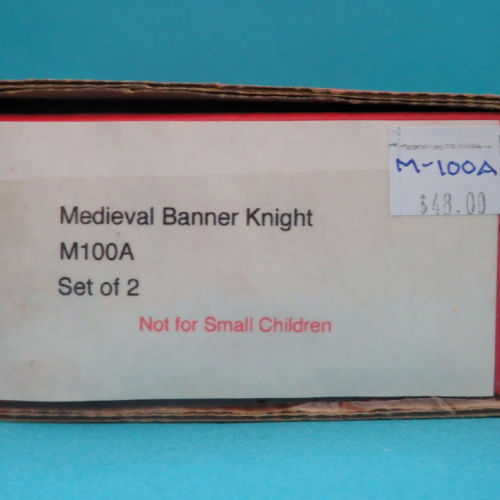 M-100A
$48.00
Medieval Banner Knight
M100A
Set of 2
Not for Small Children